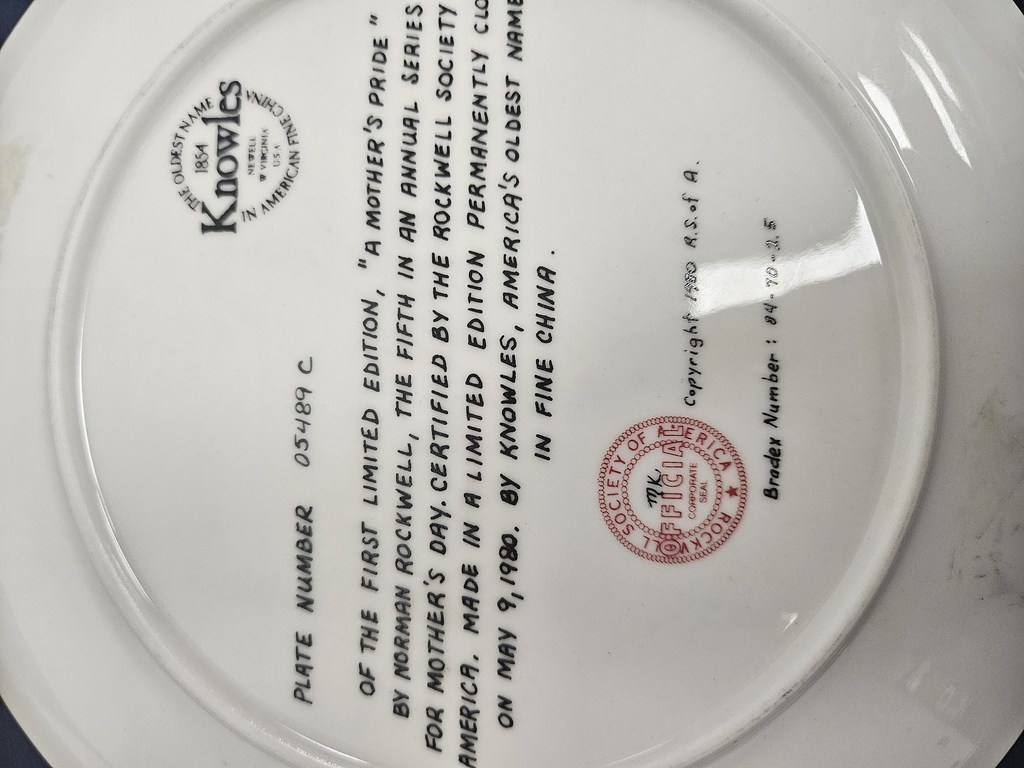 THE OLDEST NAME
1854
Knowles
NEWELL
W VIRGINIA
U.S.A
IN AMERICAN FINE CHINA
PLATE NUMBER 05489 C
OF THE FIRST LIMITED EDITION, "A MOTHER'S PRIDE"
BY NORMAN ROCKWELL, THE FIFTH IN AN ANNUAL SERIES
FOR MOTHER'S DAY. CERTIFIED BY THE ROCKWELL SOCIETY
AMERICA. MADE IN A LIMITED EDITION PERMANENTLY CLO
ON MAY 9, 1980. BY KNOWLES, AMERICA'S OLDEST NAME
IN FINE CHINA.
ROCKWELL SOCIETY OF AMERICA
MK
OFFICIAL
CORPORATE
SEAL
Copyright 1980 R.S. of A.
Bradex Number: 84-70-2.5